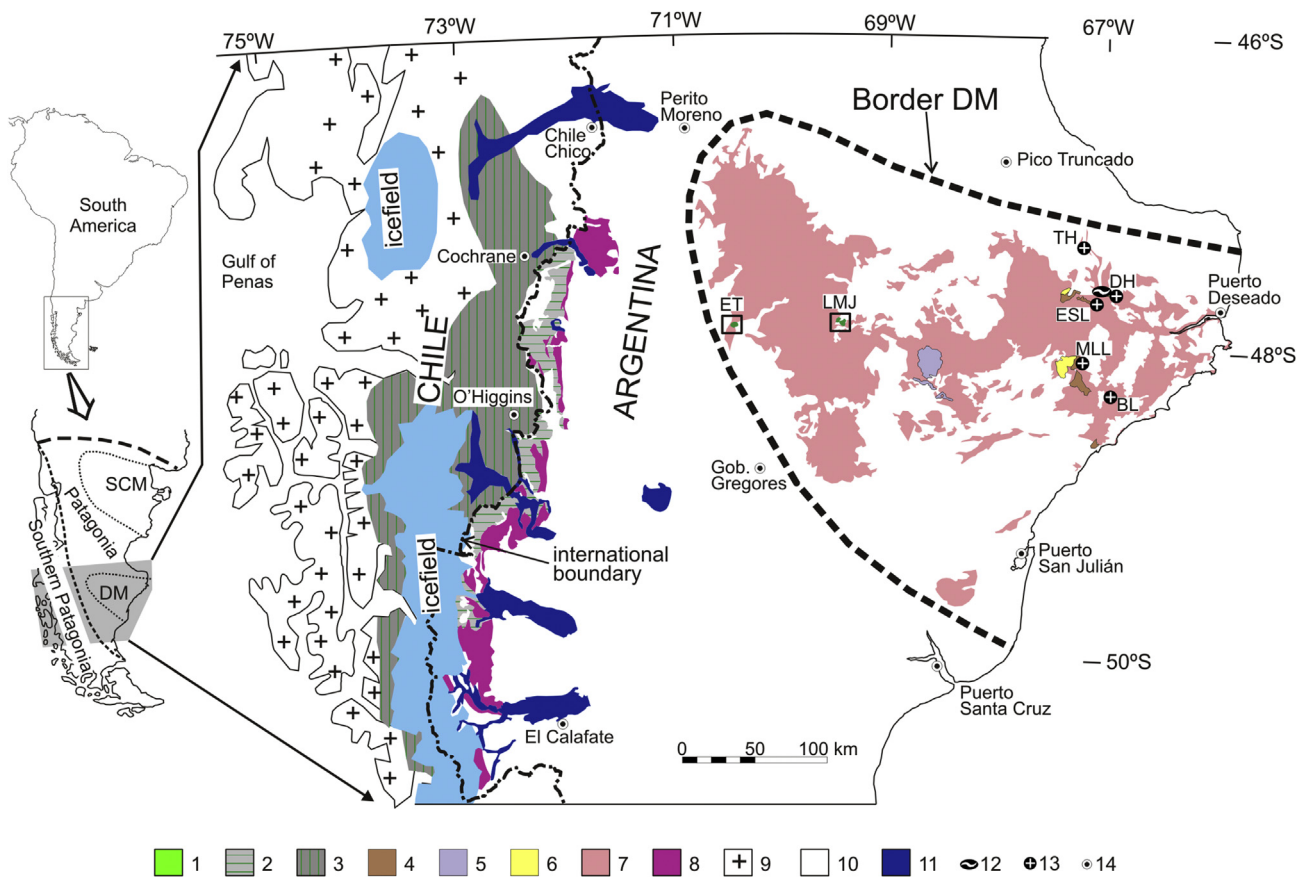 75ºW
73ºW
71ºW
69ºW
67ºW
46ºS
South
America
Gulf of
Penas
icefield
Chile
Chico
Perito
Moreno
Border DM
Pico Truncado
Cochrane
CHILE
ARGENTINA
O'Higgins
ET
LMJ
TH
DH
ESL
MLL
BL
Puerto
Deseado
48ºS
Gob.
Gregores
SCM
Patagonia
Southern Patagonia
DM
icefield
international
boundary
Puerto
San Julián
50ºS
Puerto
Santa Cruz
El Calafate
0 50 100 km
1 2 3 4 5 6 7 8 9 10 11 12 13 14